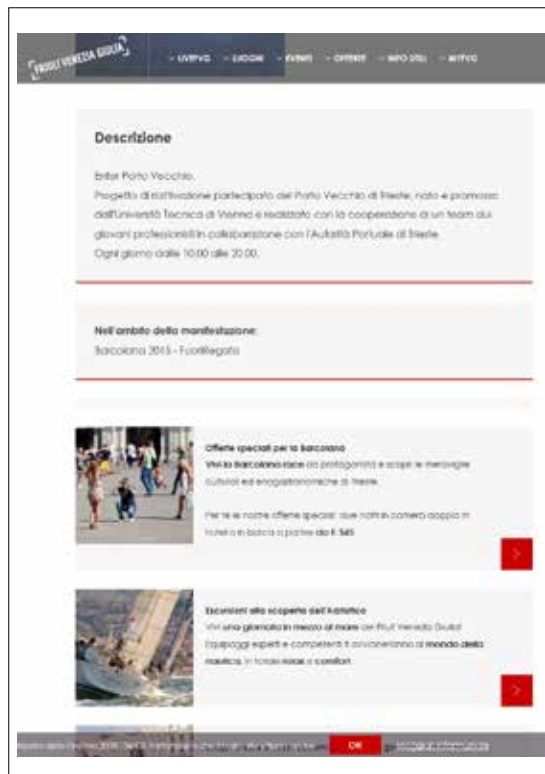 FRIULI VENEZIA GIULIA
LIVEFVG LUOGHI EVENTI OFFERTE INFO UTILI MYFVG
Descrizione
Enter Porto Vecchio.
Progetto di riattivazione partecipata del Porto Vecchio di Trieste, nato e promosso
dall'Università Tecnica di Vienna e realizzato con la cooperazione di un team di
giovani professionisti in collaborazione con l'Autorità Portuale di Trieste.
Ogni giorno dalle 10.00 alle 20.00.
Nell'ambito della manifestazione:
Barcolana 2015 - FuoriRegata
Offerte speciali per la Barcolana
Vivi la Barcolana race da protagonista e scopri le meraviglie
culturali ed enogastronomiche di Trieste.
Per te le nostre offerte speciali: due notti in camera doppia in
hotel o in barca a partire da €
Escursioni alla scoperta dell'Adriatico
Vivi una giornata in mezzo al mare del Friuli Venezia Giulia!
Equipaggi esperti e competenti ti avvicineranno al mondo della
nautica, in totale relax e comfort.
OK